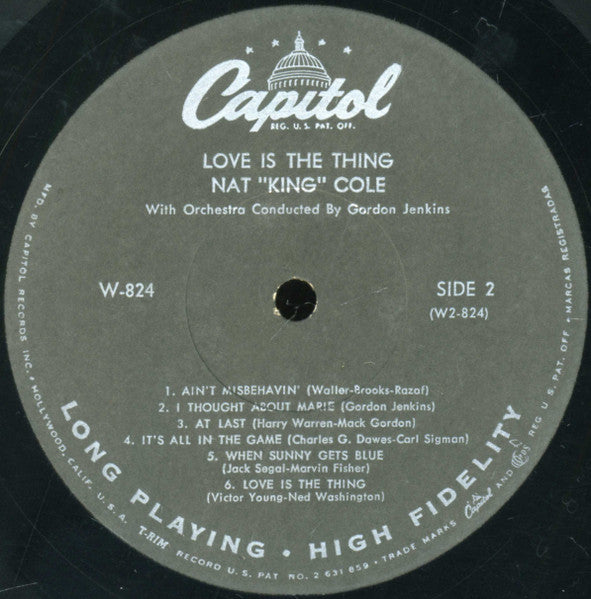 Capitol
REG. U.S. PAT. OFF.
LOVE IS THE THING
NAT "KING" COLE
With Orchestra Conducted By Gordon Jenkins
W-824
SIDE 2
(W2-824)
1. AIN'T MISBEHAVIN' (Waller-Brooks-Razaf)
2. I THOUGHT ABOUT MARIE (Gordon Jenkins)
3. AT LAST (Harry Warren-Mack Gordon)
4. IT'S ALL IN THE GAME (Charles G. Dawes-Carl Sigman)
5. WHEN SUNNY GETS BLUE
(Jack Segal-Marvin Fisher)
6. LOVE IS THE THING
(Victor Young-Ned Washington)
LONG PLAYING • HIGH FIDELITY
MFD. BY CAPITOL RECORDS INC. • HOLLYWOOD, CALIF. U.S.A. T-RIM RECORD U.S. PAT NO. 2 631 859 • TRADE MARKS Capitol AND REG U.S. PAT. OFF. • MARCAS REGISTRADAS